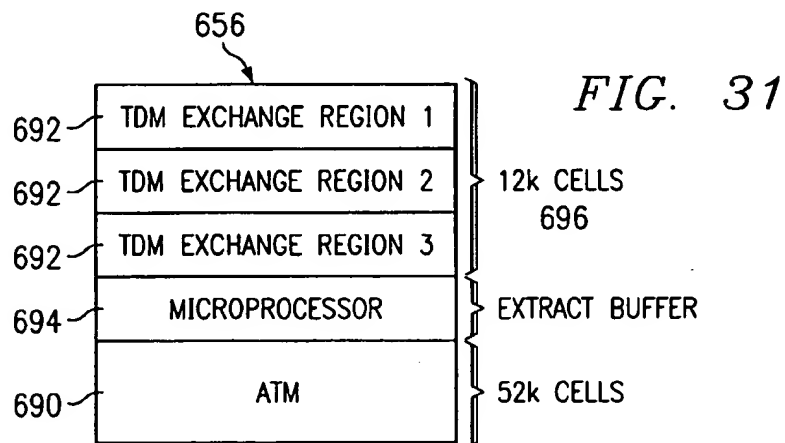 656
FIG. 31
692 TDM EXCHANGE REGION 1
692 TDM EXCHANGE REGION 2 12k CELLS
696
692 TDM EXCHANGE REGION 3
694 MICROPROCESSOR EXTRACT BUFFER
690 ATM 52k CELLS